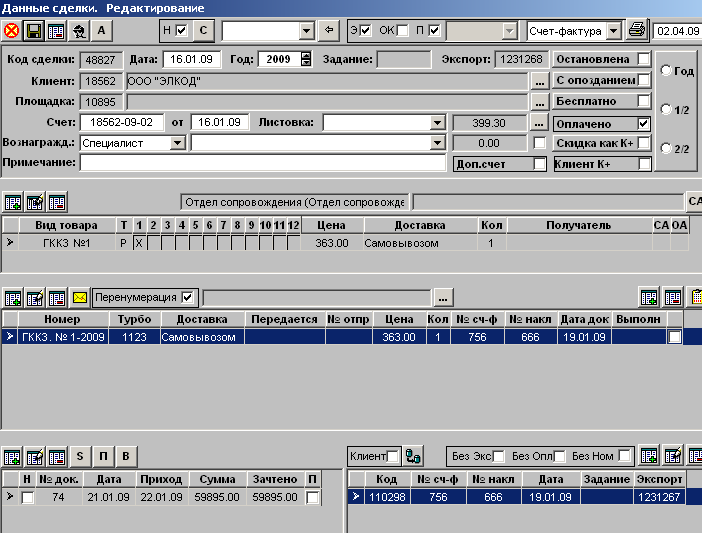 Данные сделки. Редактирование
Н С Э ОК П Счет-фактура 02.04.09
Код сделки: 48827 Дата: 16.01.09 Год: 2009 Задание: Экспорт: 1231268 Остановлена
Клиент: 18562 ООО "ЭЛКОД" ... С опозданием Год
Площадка: 10895 ... Бесплатно
Счет: 18562-09-02 от 16.01.09 Листовка: 399.30 ... Оплачено 1/2
Вознагражд.: Специалист 0.00 Скидка как К+ 2/2
Примечание: Доп.счет Клиент К+
Отдел сопровождения (Отдел сопровожде СА
Вид товара Т 1 2 3 4 5 6 7 8 9 10 11 12 Цена Доставка Кол Получатель СА ОА
ГККЗ №1 Р X 363.00 Самовывозом 1
Перенумерация ...
Номер Турбо Доставка Передается № отпр Цена Кол № сч-ф № накл Дата док Выполн
ГККЗ. № 1-2009 1123 Самовывозом 363.00 1 756 666 19.01.09
S П В Клиент Без Экс Без Опл Без Ном
Н № док. Дата Приход Сумма Зачтено П Код № сч-ф № накл Дата Задание Экспорт
74 21.01.09 22.01.09 59895.00 59895.00 110298 756 666 19.01.09 1231267